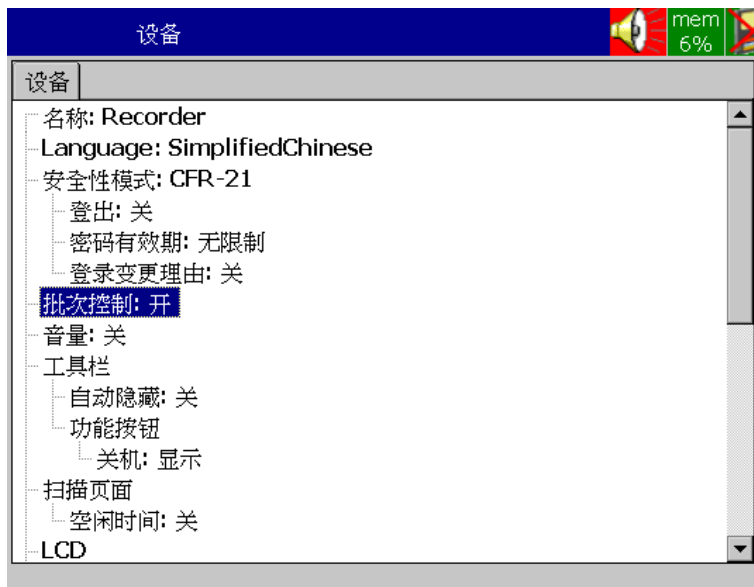 设备
mem
6%
设备
名称: Recorder
Language: SimplifiedChinese
安全性模式: CFR-21
登出: 关
密码有效期: 无限制
登录变更理由: 关
批次控制: 开
音量: 关
工具栏
自动隐藏: 关
功能按钮
关机: 显示
扫描页面
空闲时间: 关
LCD